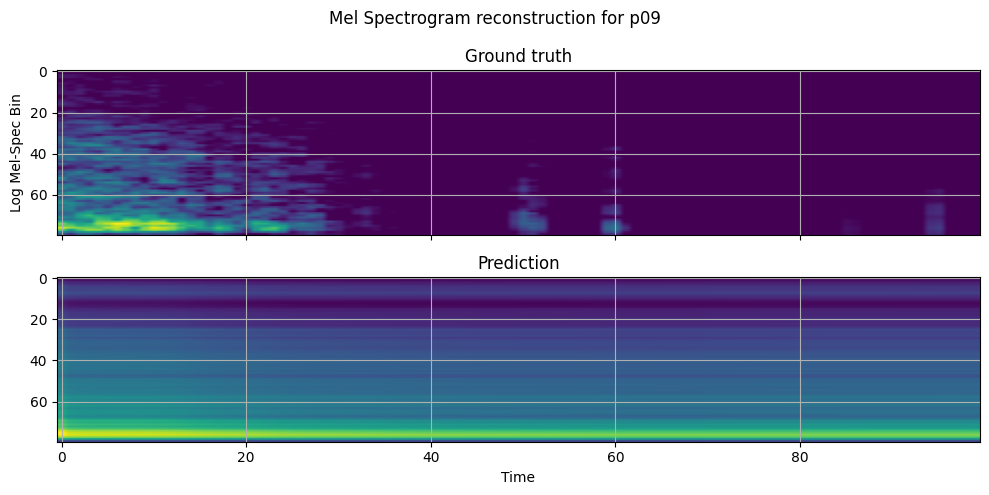 Mel Spectrogram reconstruction for p09
Ground truth
Log Mel-Spec Bin
0
20
40
60
Prediction
0
20
40
60
0 20 40 60 80
Time